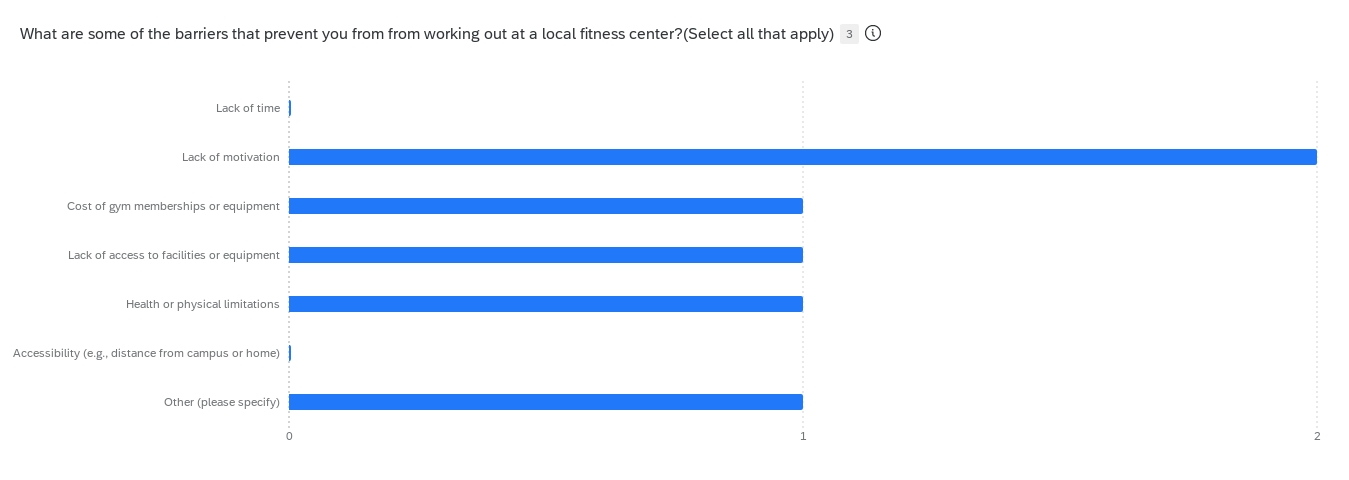 What are some of the barriers that prevent you from from working out at a local fitness center?(Select all that apply) 3
Lack of time
Lack of motivation
Cost of gym memberships or equipment
Lack of access to facilities or equipment
Health or physical limitations
Accessibility (e.g., distance from campus or home)
Other (please specify)
0 1 2